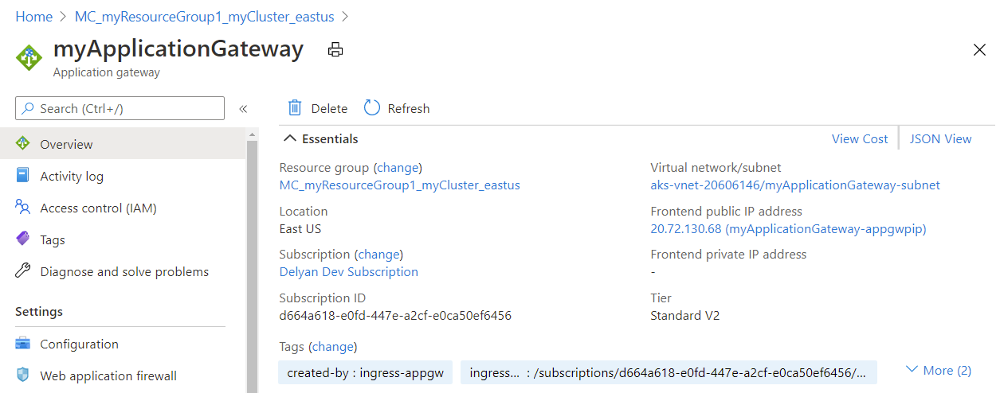 Home > MC_myResourceGroup1_myCluster_eastus >
myApplicationGateway
Application gateway
Search (Ctrl+/)
«
Overview
Activity log
Access control (IAM)
Tags
Diagnose and solve problems
Settings
Configuration
Web application firewall
Delete Refresh
Essentials
View Cost JSON View
Resource group (change)
MC_myResourceGroup1_myCluster_eastus
Location
East US
Subscription (change)
Delyan Dev Subscription
Subscription ID
d664a618-e0fd-447e-a2cf-e0ca50ef6456
Virtual network/subnet
aks-vnet-20606146/myApplicationGateway-subnet
Frontend public IP address
20.72.130.68 (myApplicationGateway-appgwpip)
Frontend private IP address
-
Tier
Standard V2
Tags (change)
created-by : ingress-appgw ingress... : /subscriptions/d664a618-e0fd-447e-a2cf-e0ca50ef6456/... More (2)